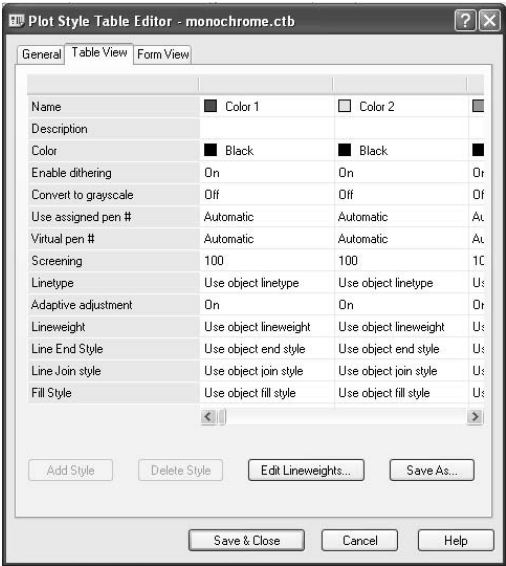 Plot Style Table Editor - monochrome.ctb
General Table View Form View
Name Color 1 Color 2
Description
Color Black Black
Enable dithering On On On
Convert to grayscale Off Off
Use assigned pen # Automatic Automatic
Virtual pen # Automatic Automatic
Screening 100 100
Linetype Use object linetype Use object linetype
Adaptive adjustment On On On
Lineweight Use object lineweight Use object lineweight
Line End Style Use object end style Use object end style
Line Join style Use object join style Use object join style
Fill Style Use object fill style Use object fill style
Add Style Delete Style Edit Lineweights... Save As...
Save & Close Cancel Help